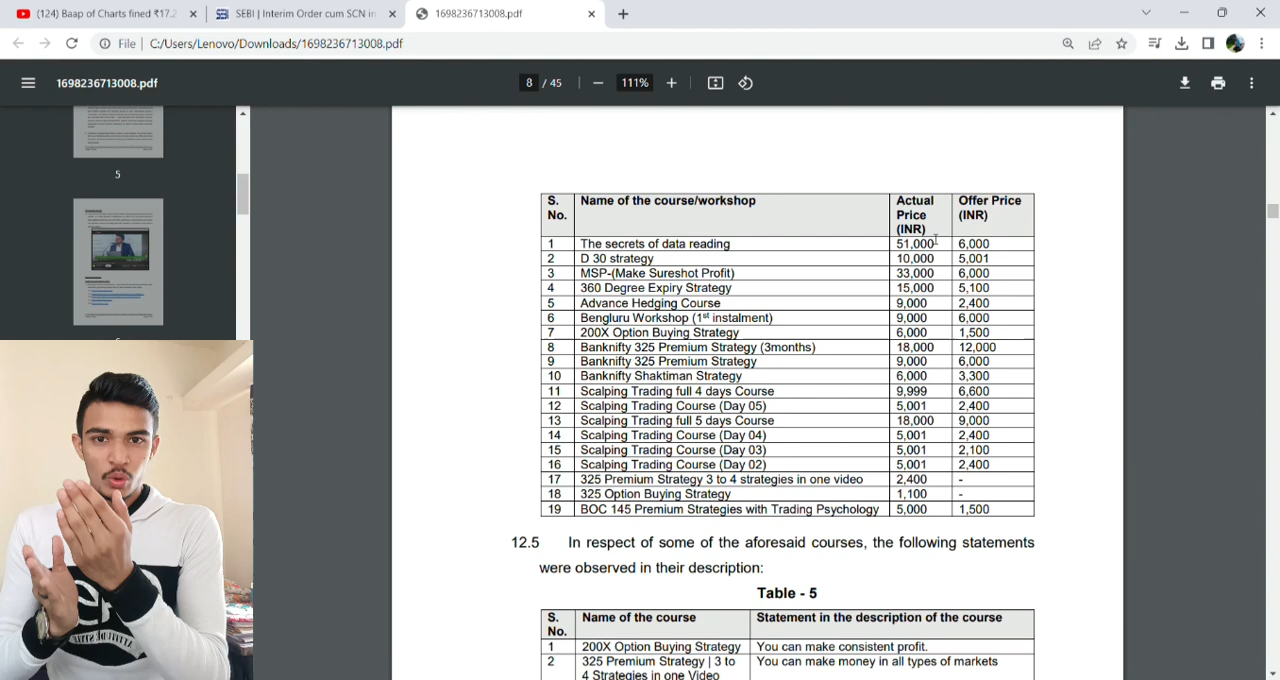 (124) Baap of Charts fined ₹17.2
SEBI | Interim Order cum SCN in
1698236713008.pdf
File C:/Users/Lenovo/Downloads/1698236713008.pdf
1698236713008.pdf
8 / 45
111%
5
S. No. Name of the course/workshop Actual Price (INR) Offer Price (INR)
1 The secrets of data reading 51,000 6,000
2 D 30 strategy 10,000 5,001
3 MSP-(Make Sureshot Profit) 33,000 6,000
4 360 Degree Expiry Strategy 15,000 5,100
5 Advance Hedging Course 9,000 2,400
6 Bengluru Workshop (1st instalment) 9,000 6,000
7 200X Option Buying Strategy 6,000 1,500
8 Banknifty 325 Premium Strategy (3months) 18,000 12,000
9 Banknifty 325 Premium Strategy 9,000 6,000
10 Banknifty Shaktiman Strategy 6,000 3,300
11 Scalping Trading full 4 days Course 9,999 6,600
12 Scalping Trading Course (Day 05) 5,001 2,400
13 Scalping Trading full 5 days Course 18,000 9,000
14 Scalping Trading Course (Day 04) 5,001 2,400
15 Scalping Trading Course (Day 03) 5,001 2,100
16 Scalping Trading Course (Day 02) 5,001 2,400
17 325 Premium Strategy 3 to 4 strategies in one video 2,400 -
18 325 Option Buying Strategy 1,100 -
19 BOC 145 Premium Strategies with Trading Psychology 5,000 1,500
12.5 In respect of some of the aforesaid courses, the following statements
were observed in their description:
Table - 5
S. No. Name of the course Statement in the description of the course
1 200X Option Buying Strategy You can make consistent profit.
2 325 Premium Strategy | 3 to You can make money in all types of markets
4 Strategies in one Video